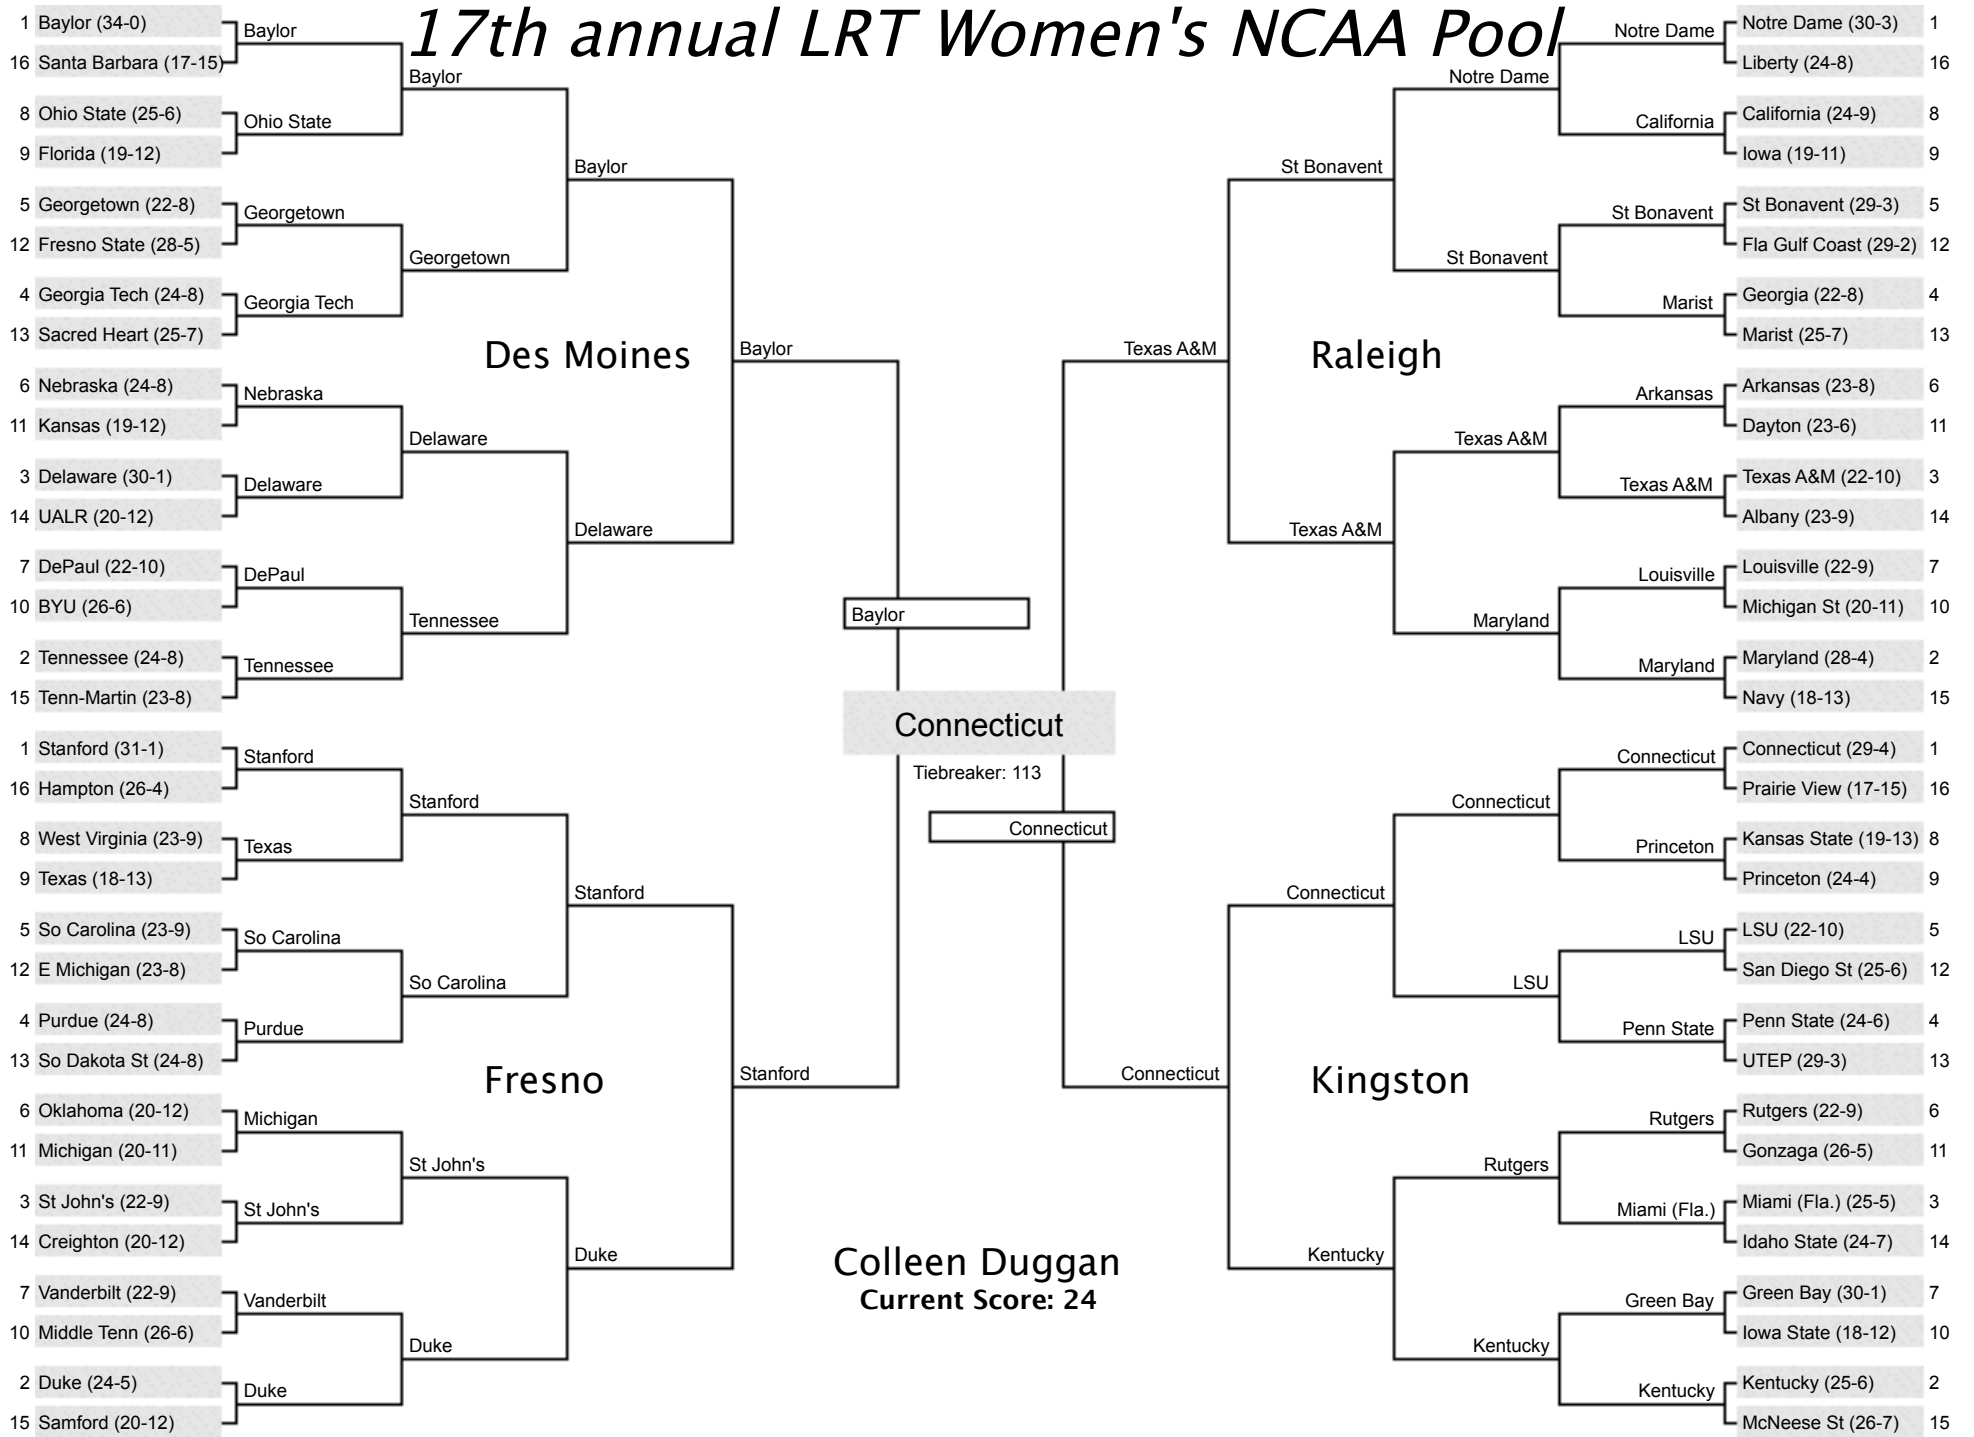 17th annual LRT Women's NCAA Pool
1 Baylor (34-0)
16 Santa Barbara (17-15)
8 Ohio State (25-6)
9 Florida (19-12)
5 Georgetown (22-8)
12 Fresno State (28-5)
4 Georgia Tech (24-8)
13 Sacred Heart (25-7)
6 Nebraska (24-8)
11 Kansas (19-12)
3 Delaware (30-1)
14 UALR (20-12)
7 DePaul (22-10)
10 BYU (26-6)
2 Tennessee (24-8)
15 Tenn-Martin (23-8)
1 Stanford (31-1)
16 Hampton (26-4)
8 West Virginia (23-9)
9 Texas (18-13)
5 So Carolina (23-9)
12 E Michigan (23-8)
4 Purdue (24-8)
13 So Dakota St (24-8)
6 Oklahoma (20-12)
11 Michigan (20-11)
3 St John's (22-9)
14 Creighton (20-12)
7 Vanderbilt (22-9)
10 Middle Tenn (26-6)
2 Duke (24-5)
15 Samford (20-12)
Baylor
Ohio State
Georgetown
Georgia Tech
Nebraska
Delaware
DePaul
Tennessee
Stanford
Texas
So Carolina
Purdue
Michigan
St John's
Vanderbilt
Duke
Baylor
Georgetown
Delaware
Tennessee
Stanford
So Carolina
St John's
Duke
Baylor
Delaware
Stanford
Duke
Des Moines
Fresno
Baylor
Stanford
Baylor
Connecticut
Tiebreaker: 113
Connecticut
Colleen Duggan
Current Score: 24
Texas A&M
Connecticut
Raleigh
Kingston
St Bonavent
Texas A&M
Connecticut
Kentucky
Notre Dame
St Bonavent
Texas A&M
Maryland
Connecticut
LSU
Rutgers
Kentucky
Notre Dame
California
St Bonavent
Marist
Arkansas
Texas A&M
Louisville
Maryland
Connecticut
Princeton
LSU
Penn State
Rutgers
Miami (Fla.)
Green Bay
Kentucky
Notre Dame (30-3) 1
Liberty (24-8) 16
California (24-9) 8
Iowa (19-11) 9
St Bonavent (29-3) 5
Fla Gulf Coast (29-2) 12
Georgia (22-8) 4
Marist (25-7) 13
Arkansas (23-8) 6
Dayton (23-6) 11
Texas A&M (22-10) 3
Albany (23-9) 14
Louisville (22-9) 7
Michigan St (20-11) 10
Maryland (28-4) 2
Navy (18-13) 15
Connecticut (29-4) 1
Prairie View (17-15) 16
Kansas State (19-13) 8
Princeton (24-4) 9
LSU (22-10) 5
San Diego St (25-6) 12
Penn State (24-6) 4
UTEP (29-3) 13
Rutgers (22-9) 6
Gonzaga (26-5) 11
Miami (Fla.) (25-5) 3
Idaho State (24-7) 14
Green Bay (30-1) 7
Iowa State (18-12) 10
Kentucky (25-6) 2
McNeese St (26-7) 15